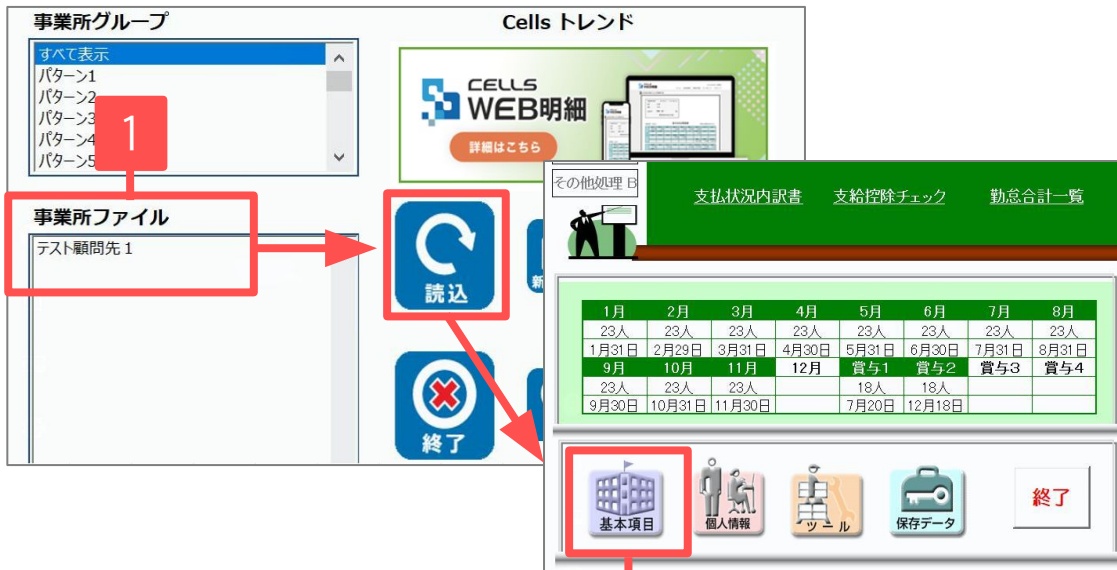 事業所グループ
すべて表示
パターン1
パターン2
パターン3
パターン4
パターン5
1
事業所ファイル
テスト顧問先 1
Cells トレンド
CELLS
WEB明細
詳細はこちら
読込
新
終了
その他処理 B
支払状況内訳書 支給控除チェック 勤怠合計一覧
1月 2月 3月 4月 5月 6月 7月 8月
23人 23人 23人 23人 23人 23人 23人 23人
1月31日 2月29日 3月31日 4月30日 5月31日 6月30日 7月31日 8月31日
9月 10月 11月 12月 賞与1 賞与2 賞与3 賞与4
23人 23人 23人 18人 18人
9月30日 10月31日 11月30日 7月20日 12月18日
基本項目 個人情報 ツール 保存データ 終了